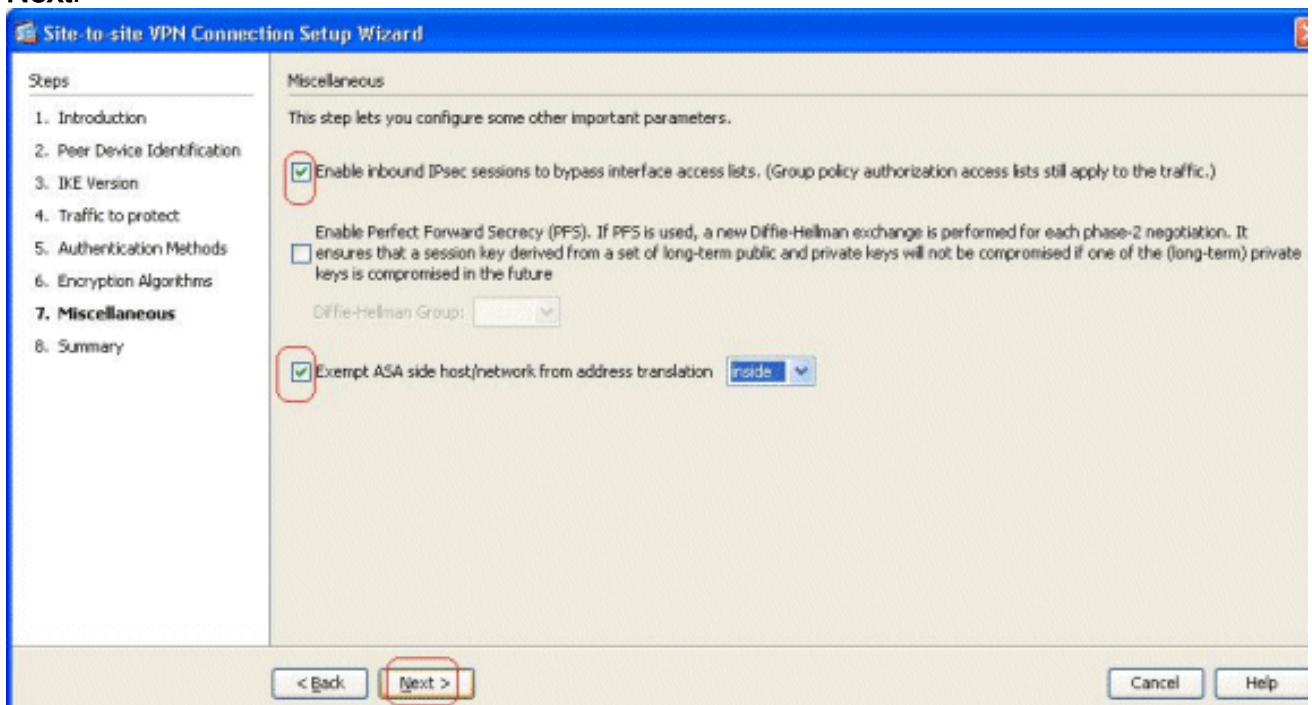 Next.
Site-to-site VPN Connection Setup Wizard
Steps
1. Introduction
2. Peer Device Identification
3. IKE Version
4. Traffic to protect
5. Authentication Methods
6. Encryption Algorithms
7. Miscellaneous
8. Summary
Miscellaneous
This step lets you configure some other important parameters.
Enable inbound IPsec sessions to bypass interface access lists. (Group policy authorization access lists still apply to the traffic.)
Enable Perfect Forward Secrecy (PFS). If PFS is used, a new Diffie-Hellman exchange is performed for each phase-2 negotiation. It
ensures that a session key derived from a set of long-term public and private keys will not be compromised if one of the (long-term) private
keys is compromised in the future
Diffie-Hellman Group:
Exempt ASA side host/network from address translation inside
< Back Next > Cancel Help